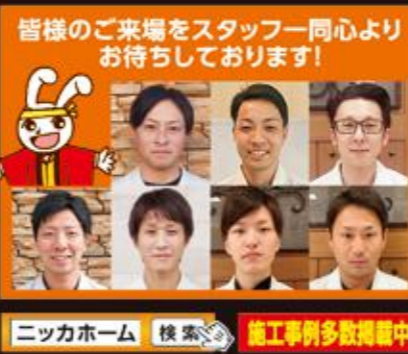 皆様のご来場をスタッフ一同心より
お待ちしております!
ニッカホーム 検索
施工事例多数掲載中